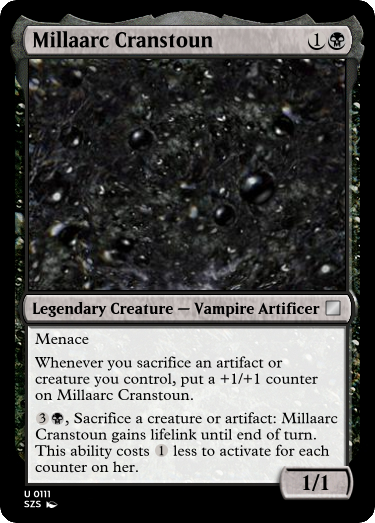 Millaarc Cranstoun 1
Legendary Creature — Vampire Artificer
Menace
Whenever you sacrifice an artifact or
creature you control, put a +1/+1 counter
on Millaarc Cranstoun.
3 , Sacrifice a creature or artifact: Millaarc
Cranstoun gains lifelink until end of turn.
This ability costs 1 less to activate for each
counter on her.
1/1
U 0111
SZS